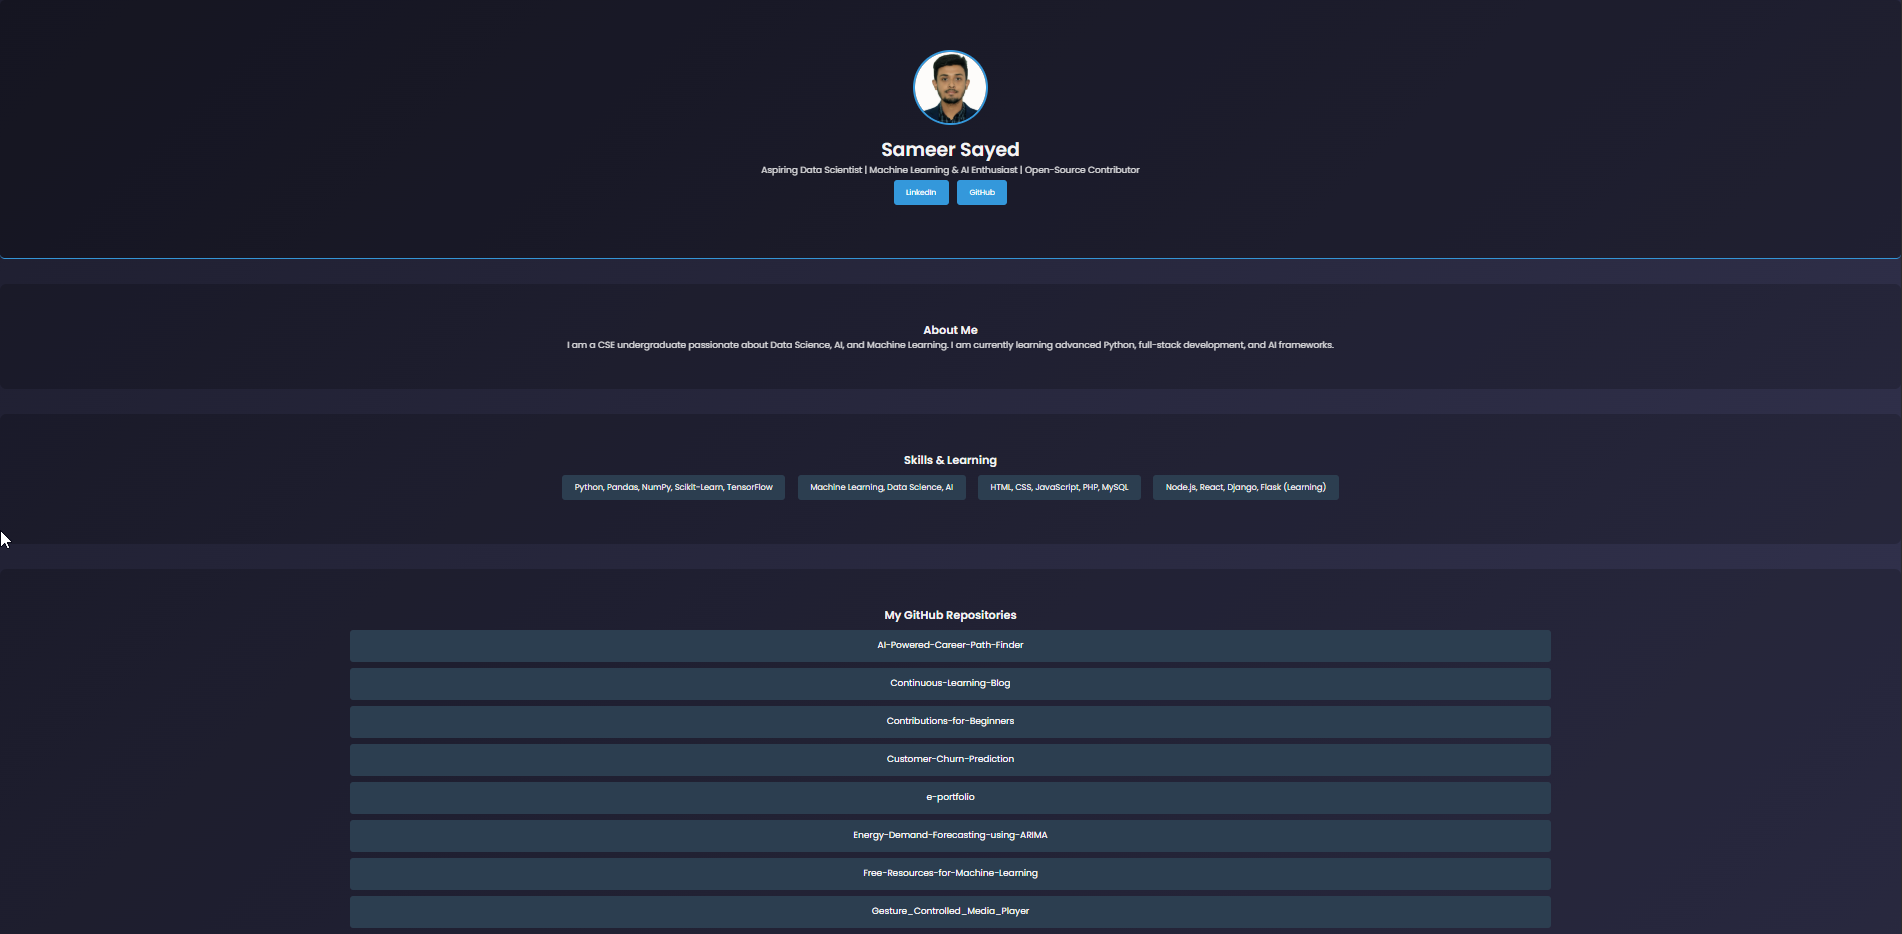 Sameer Sayed
Aspiring Data Scientist | Machine Learning & AI Enthusiast | Open-Source Contributor
LinkedIn GitHub
About Me
I am a CSE undergraduate passionate about Data Science, AI, and Machine Learning. I am currently learning advanced Python, full-stack development, and AI frameworks.
Skills & Learning
Python, Pandas, NumPy, Scikit-Learn, TensorFlow Machine Learning, Data Science, AI HTML, CSS, JavaScript, PHP, MySQL Node.js, React, Django, Flask (Learning)
My GitHub Repositories
AI-Powered-Career-Path-Finder
Continuous-Learning-Blog
Contributions-for-Beginners
Customer-Churn-Prediction
e-portfolio
Energy-Demand-Forecasting-using-ARIMA
Free-Resources-for-Machine-Learning
Gesture_Controlled_Media_Player